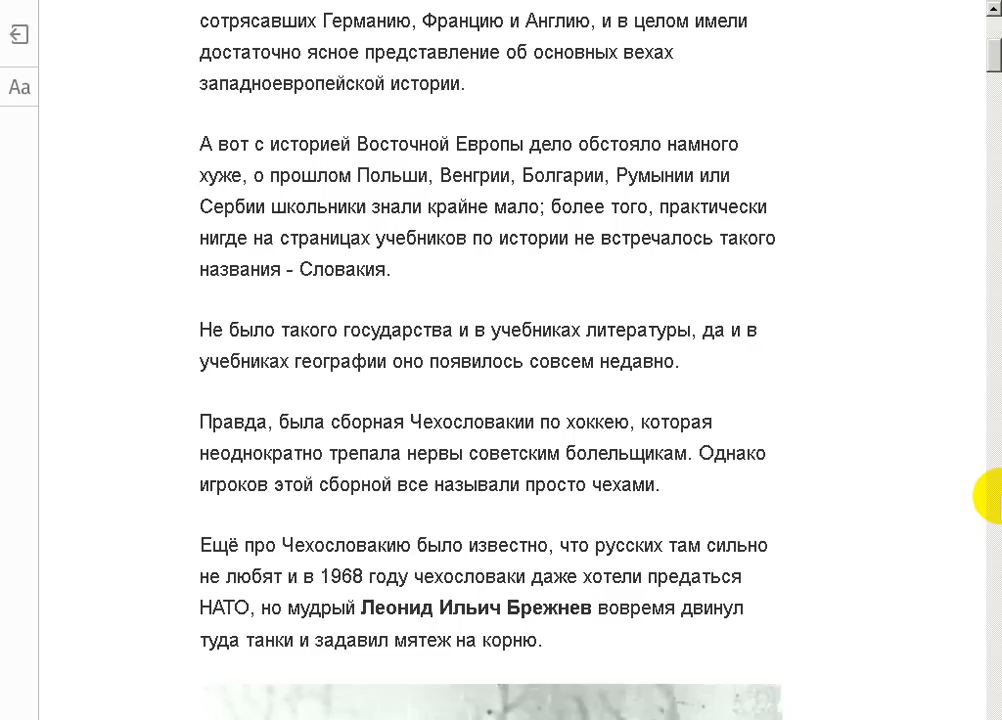 сотрясавших Германию, Францию и Англию, и в целом имели
достаточно ясное представление об основных вехах
западноевропейской истории.
Aa
А вот с историей Восточной Европы дело обстояло намного
хуже, о прошлом Польши, Венгрии, Болгарии, Румынии или
Сербии школьники знали крайне мало; более того, практически
нигде на страницах учебников по истории не встречалось такого
названия - Словакия.
Не было такого государства и в учебниках литературы, да и в
учебниках географии оно появилось совсем недавно.
Правда, была сборная Чехословакии по хоккею, которая
неоднократно трепала нервы советским болельщикам. Однако
игроков этой сборной все называли просто чехами.
Ещё про Чехословакию было известно, что русских там сильно
не любят и в 1968 году чехословаки даже хотели предаться
НАТО, но мудрый Леонид Ильич Брежнев вовремя двинул
туда танки и задавил мятеж на корню.